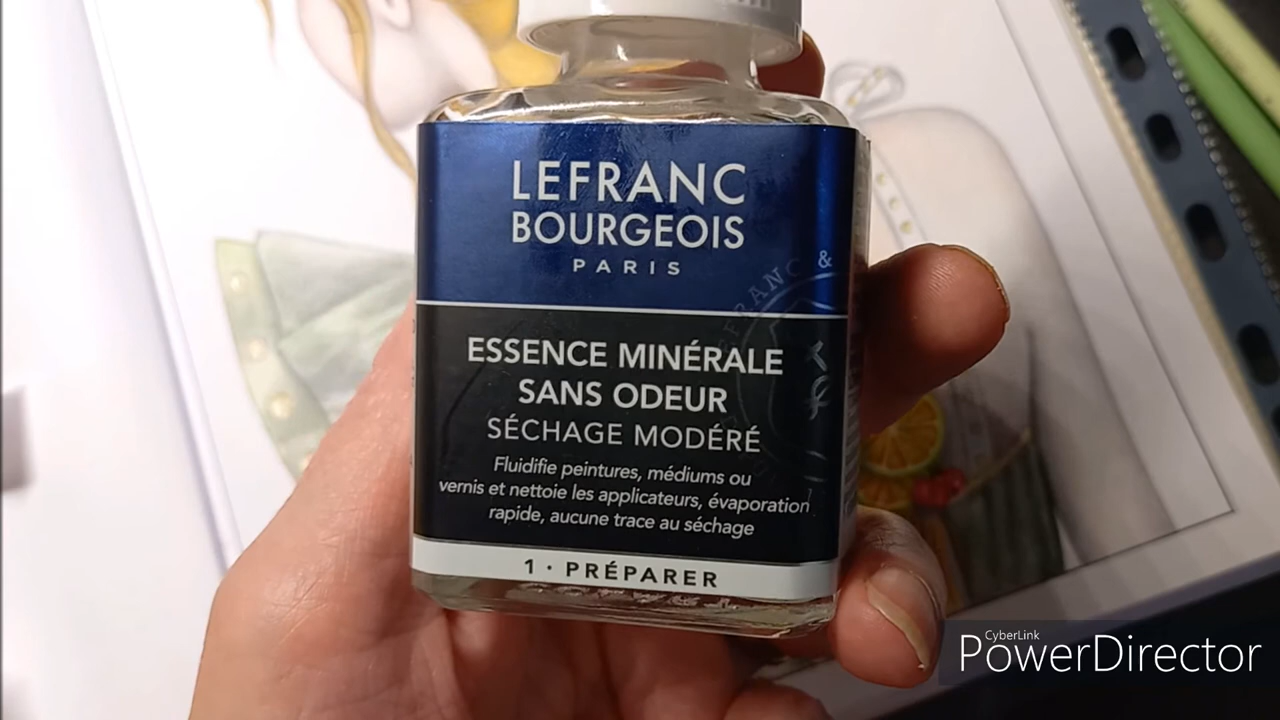 LEFRANC
BOURGEOIS
PARIS
LEFRANC &
ESSENCE MINÉRALE
SANS ODEUR
SÉCHAGE MODÉRÉ
Fluidifie peintures, médiums ou
vernis et nettoie les applicateurs, évaporation
rapide, aucune trace au séchage
1 · PRÉPARER
CyberLink
PowerDirector